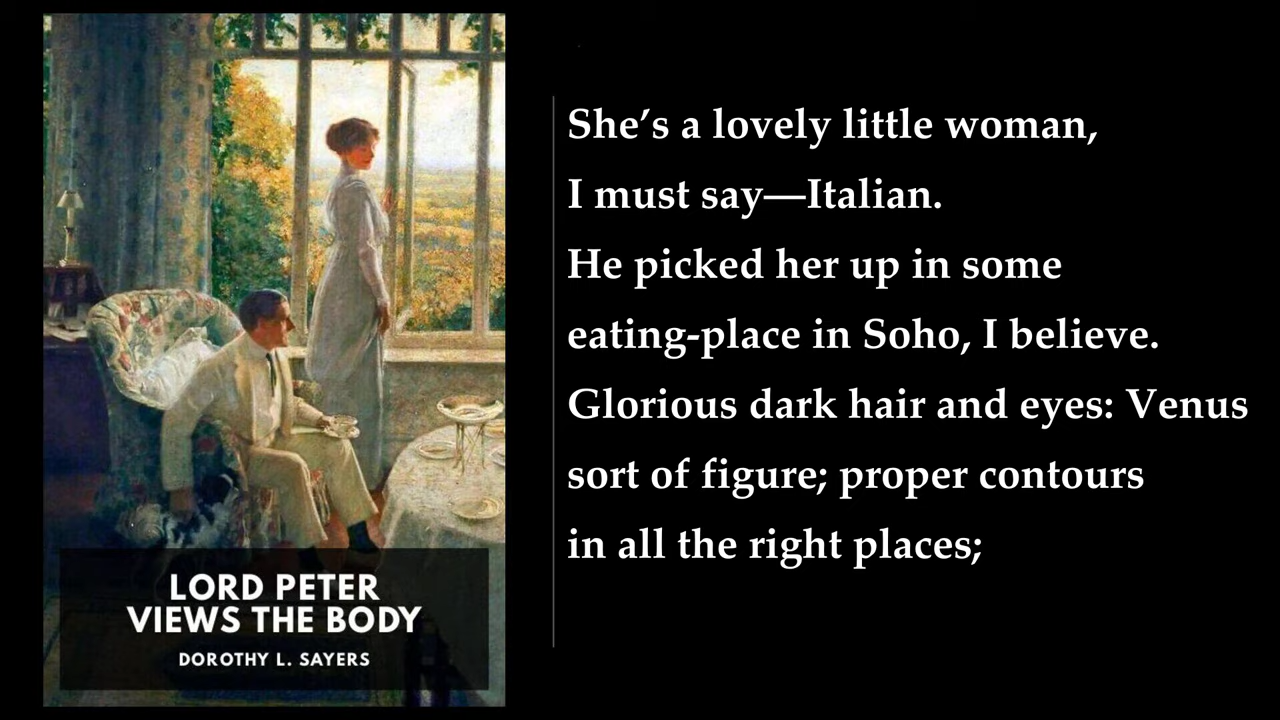 LORD PETER
VIEWS THE BODY
DOROTHY L. SAYERS
She’s a lovely little woman,
I must say—Italian.
He picked her up in some
eating-place in Soho, I believe.
Glorious dark hair and eyes: Venus
sort of figure; proper contours
in all the right places;